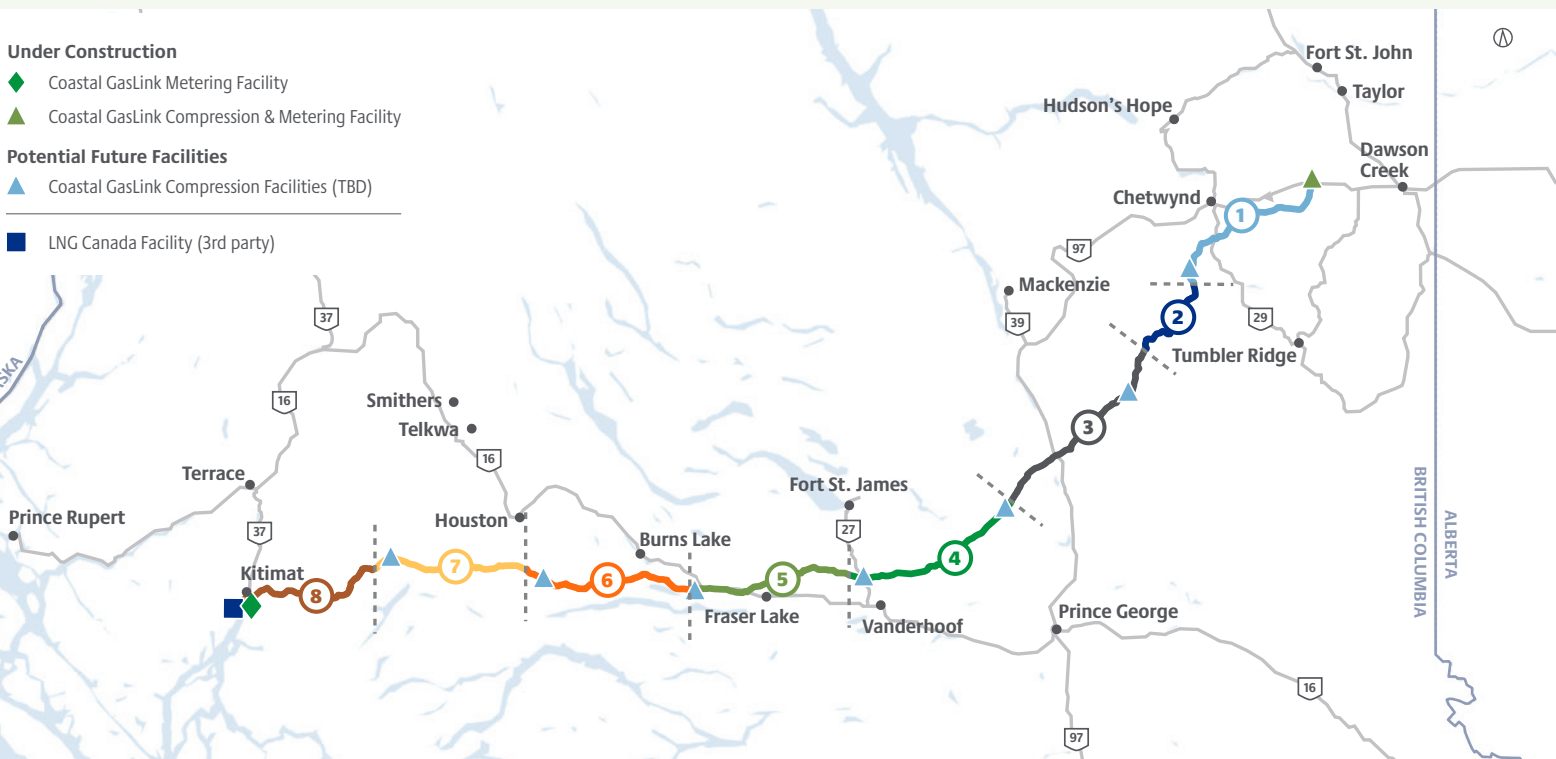 Under Construction
Coastal GasLink Metering Facility
Coastal GasLink Compression & Metering Facility
Potential Future Facilities
Coastal GasLink Compression Facilities (TBD)
LNG Canada Facility (3rd party)
Fort St. John
Taylor
Hudson's Hope
Dawson
Creek
Chetwynd
1
97
Mackenzie
39
2
29
Tumbler Ridge
37
16
Smithers
Telkwa
16
3
Terrace
Fort St. James
Prince Rupert
37
Houston
27
Burns Lake
4
Kitimat
8
7
6
5
Fraser Lake
Vanderhoof
Prince George
16
97
BRITISH COLUMBIA
ALBERTA